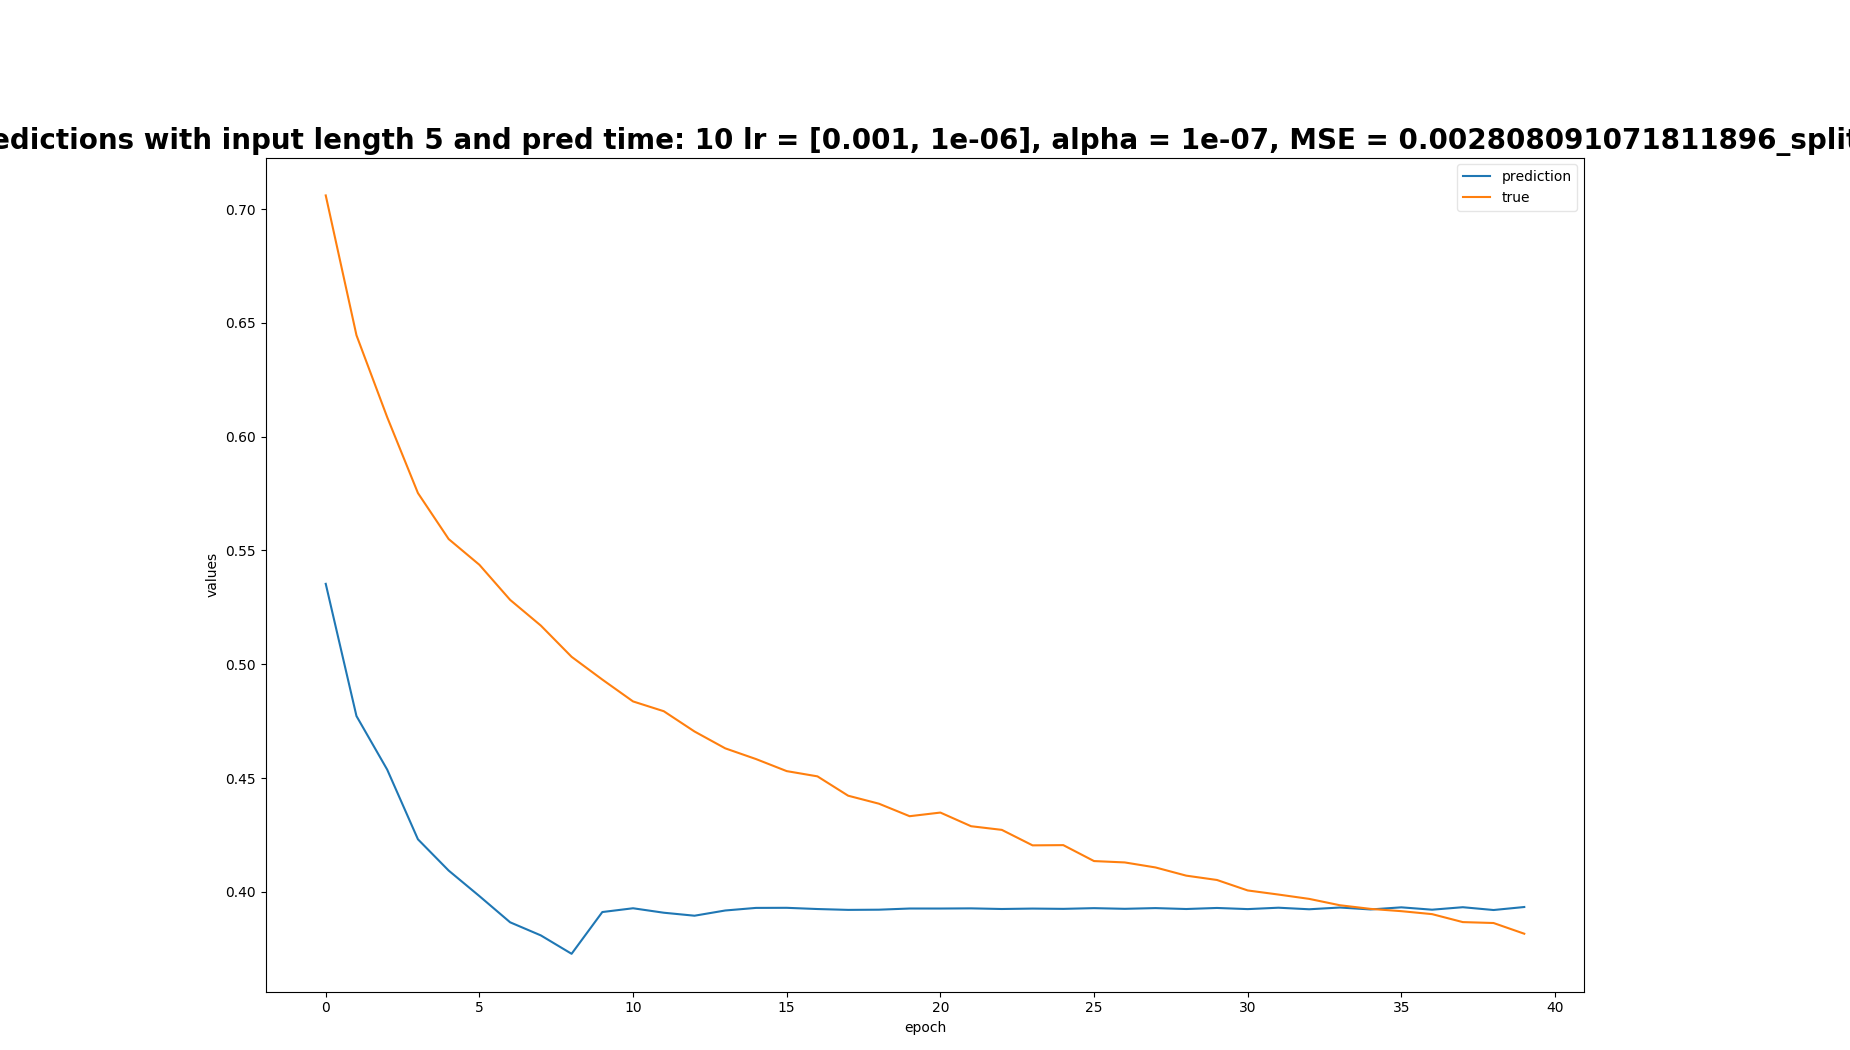 edictions with input length 5 and pred time: 10 lr = [0.001, 1e-06], alpha = 1e-07, MSE = 0.002808091071811896_split
prediction
true
0.70
0.65
0.60
0.55
0.50
0.45
0.40
values
0 5 10 15 20 25 30 35 40
epoch